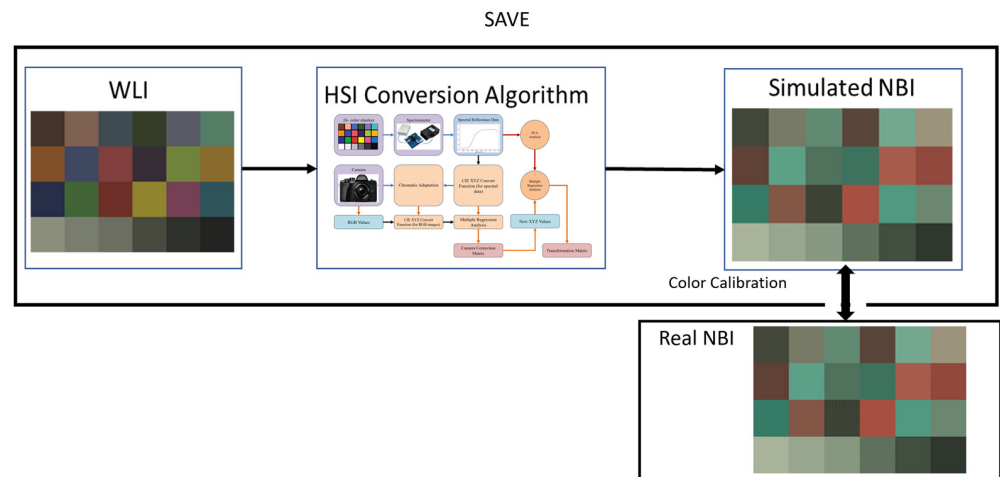 SAVE
WLI
HSI Conversion Algorithm
Simulated NBI
24- color checker
Spectrometer
Spectral Reflectance Data
PCA
Analysis
Camera
Chromatic Adaptation
CIE XYZ Convert
Function (for spectral
data)
Multiple
Regression
Analysis
RGB Values
CIE XYZ Convert
Function (for RGB images)
Multiple Regression
Analysis
New XYZ Values
Camera Correction
Matrix
Transformation Matrix
Color Calibration
Real NBI